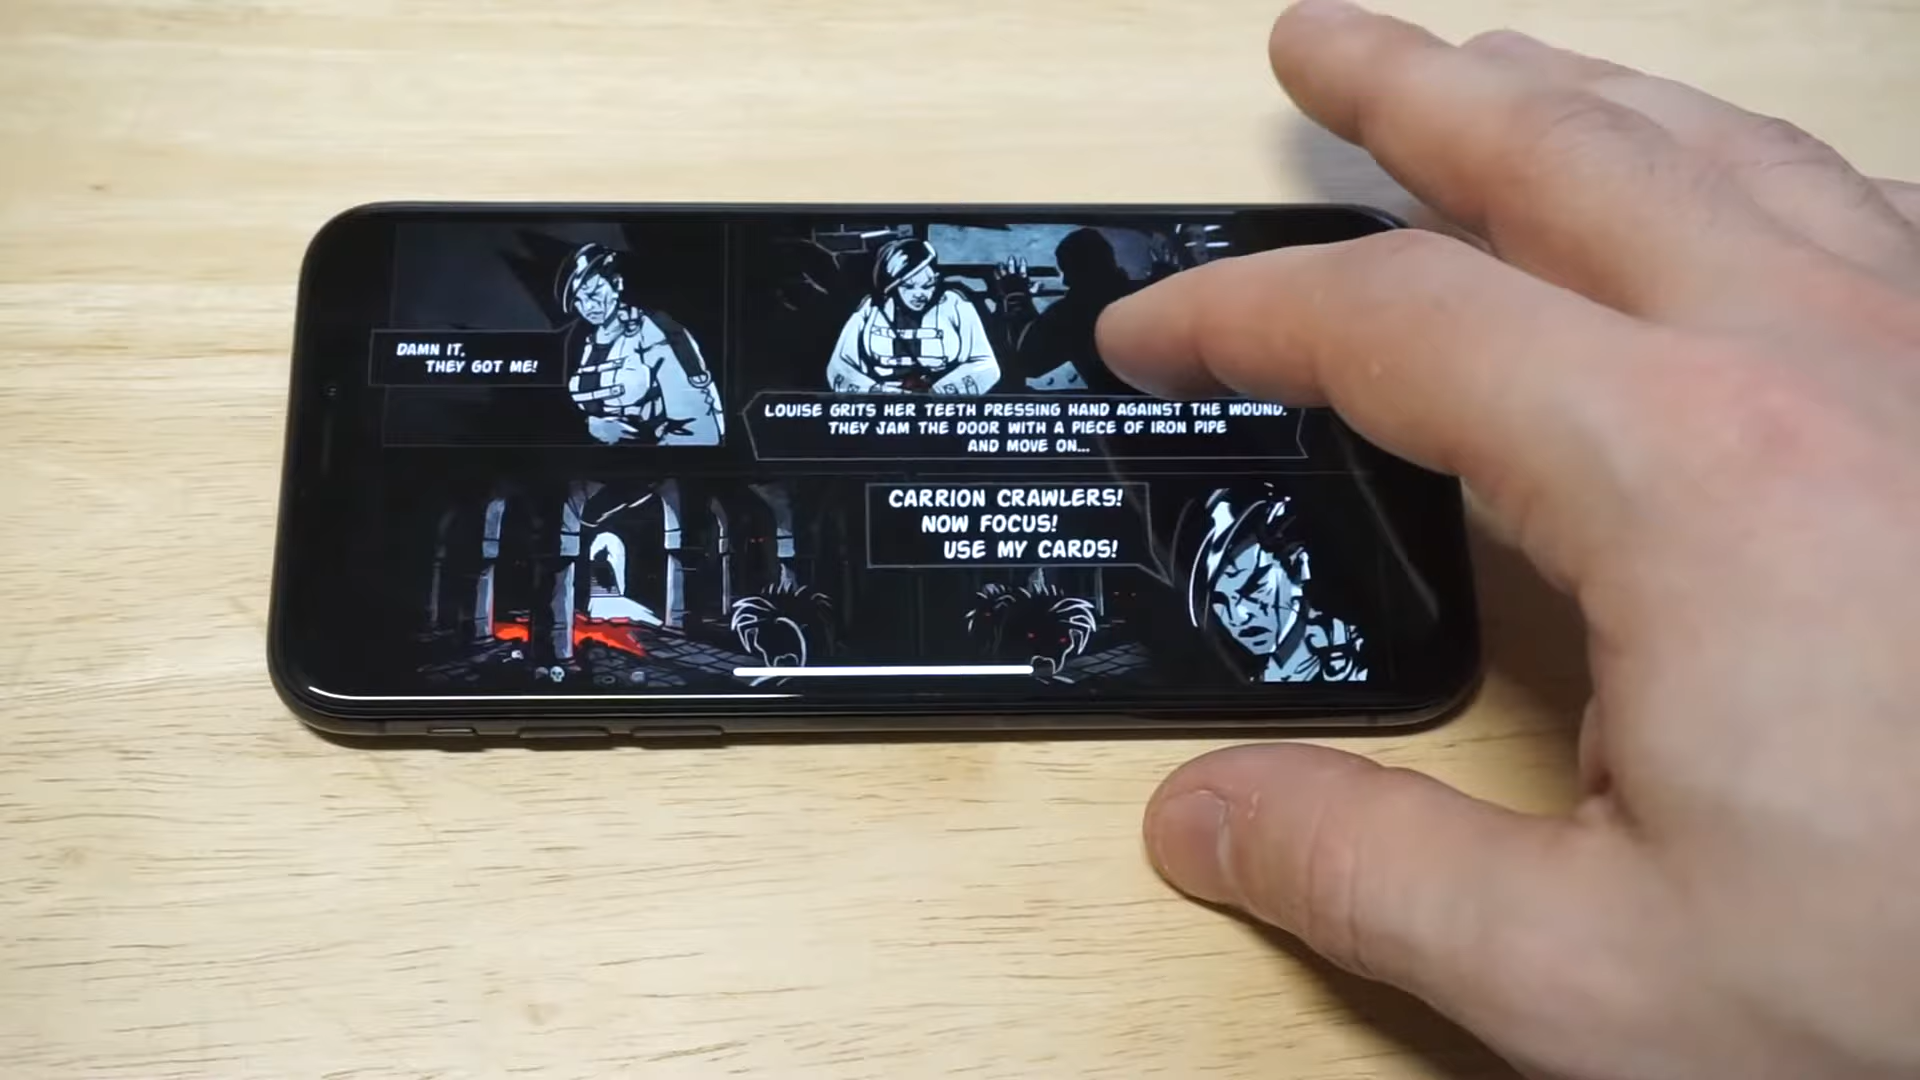 DAMN IT,
THEY GOT ME!
LOUISE GRITS HER TEETH PRESSING HAND AGAINST THE WOUND.
THEY JAM THE DOOR WITH A PIECE OF IRON PIPE
AND MOVE ON...
CARRION CRAWLERS!
NOW FOCUS!
USE MY CARDS!